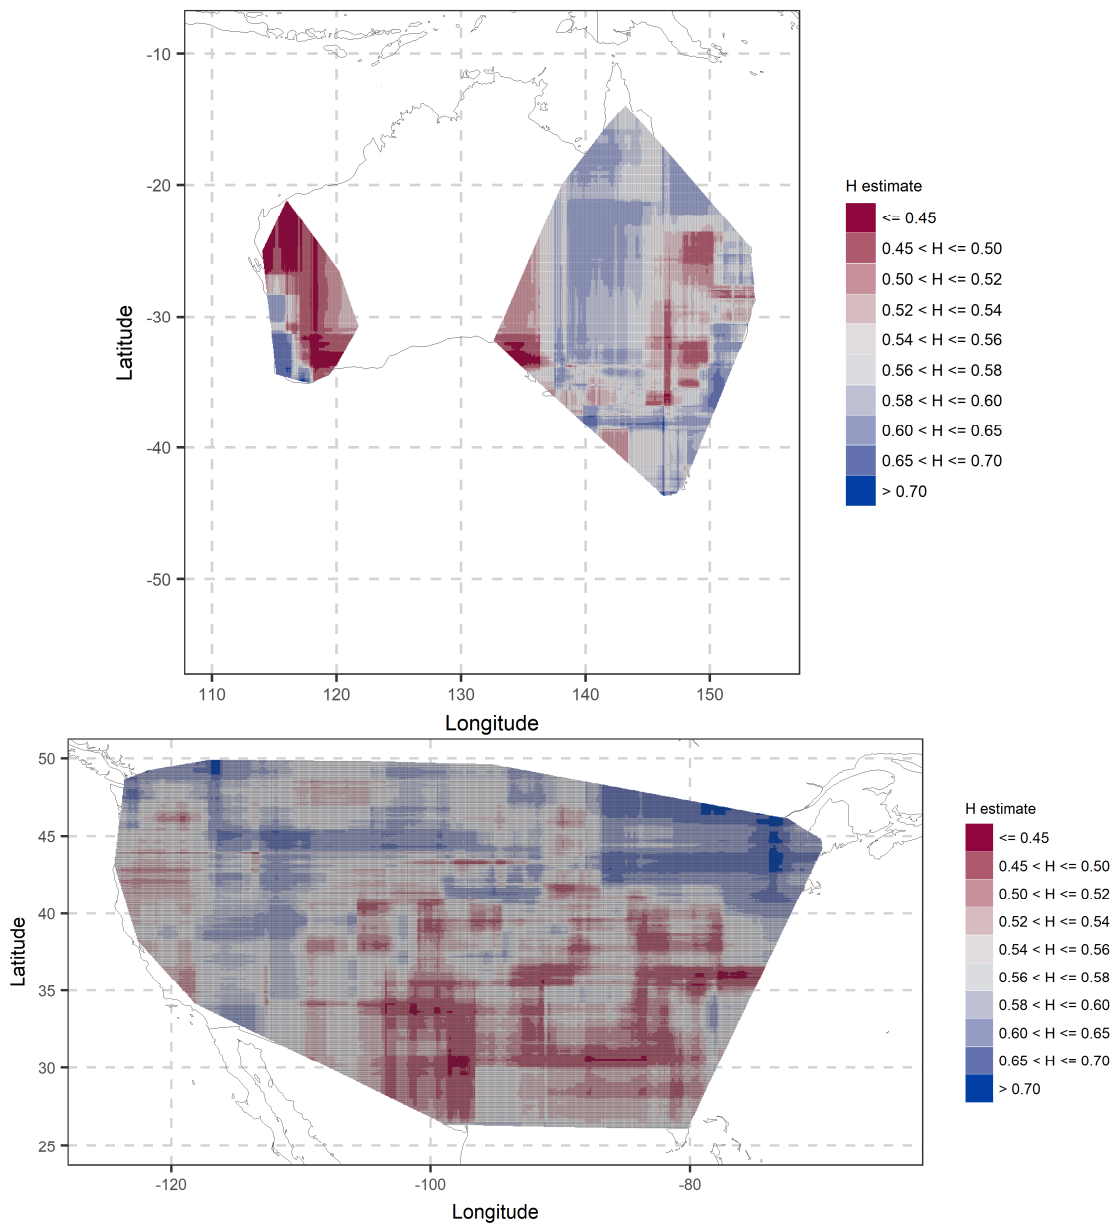 -10
-20
-30
-40
-50
Latitude
110
120
130
140
150
Longitude
H estimate
<= 0.45
0.45 < H <= 0.50
0.50 < H <= 0.52
0.52 < H <= 0.54
0.54 < H <= 0.56
0.56 < H <= 0.58
0.58 < H <= 0.60
0.60 < H <= 0.65
0.65 < H <= 0.70
> 0.70
50
45
40
35
30
25
Latitude
-120
-100
-80
Longitude
H estimate
<= 0.45
0.45 < H <= 0.50
0.50 < H <= 0.52
0.52 < H <= 0.54
0.54 < H <= 0.56
0.56 < H <= 0.58
0.58 < H <= 0.60
0.60 < H <= 0.65
0.65 < H <= 0.70
> 0.70